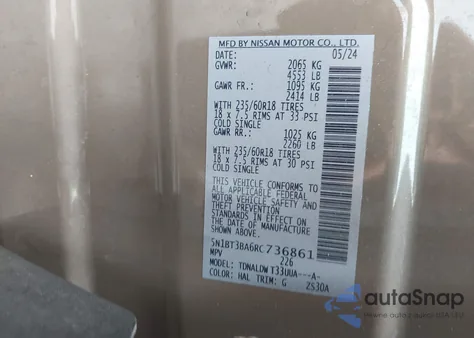 MFD BY NISSAN MOTOR CO., LTD.
DATE: 05/24
GVWR: 2065 KG
4553 LB
GAWR FR.: 1095 KG
2414 LB
WITH 235/60R18 TIRES
18 x 7.5 RIMS AT 33 PSI
COLD SINGLE
GAWR RR.: 1025 KG
2260 LB
WITH 235/60R18 TIRES
18 x 7.5 RIMS AT 30 PSI
COLD SINGLE
THIS VEHICLE CONFORMS TO
ALL APPLICABLE FEDERAL
MOTOR VEHICLE SAFETY AND
THEFT PREVENTION
STANDARDS IN EFFECT ON
THE DATE OF MANUFACTURE
SHOWN ABOVE.
5N1BT3BA6RC736861
MPV 226
MODEL: TDNALDW T33UUA---A-
COLOR: HAL TRIM: G 2S30A
autaSnap